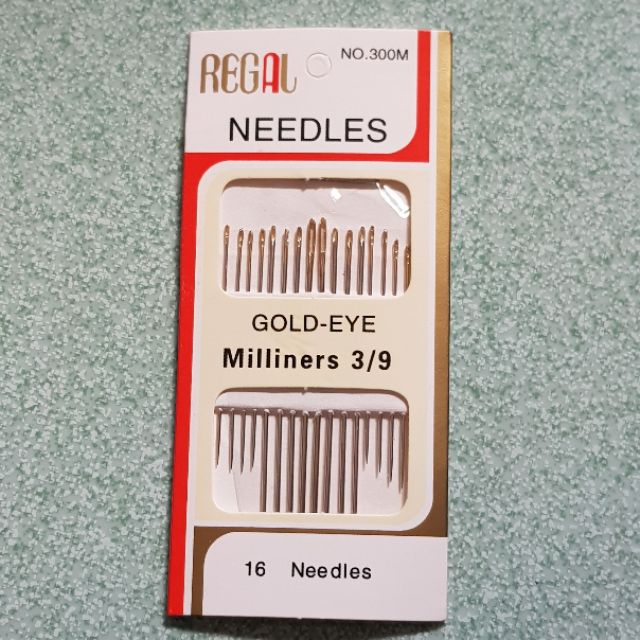 REGAL
NO.300M
NEEDLES
GOLD-EYE
Milliners 3/9
16 Needles